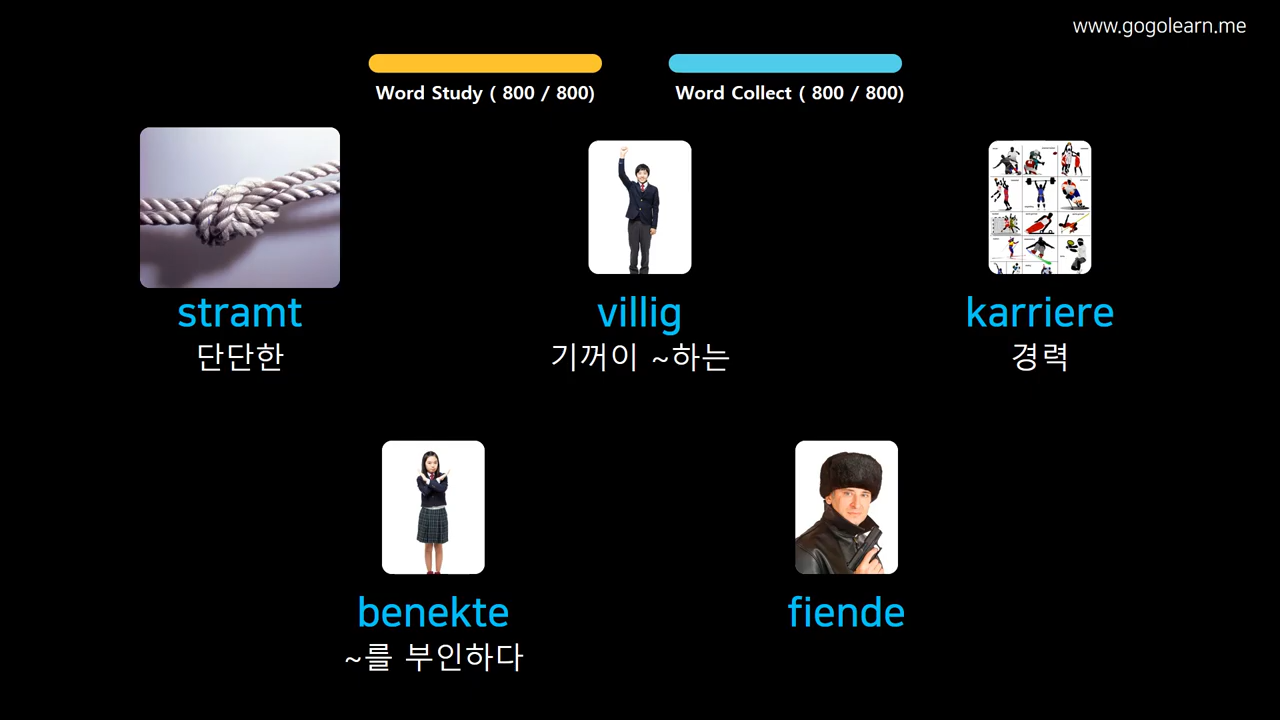 www.gogolearn.me
Word Study ( 800 / 800)
Word Collect ( 800 / 800)
stramt
단단한
villig
기꺼이 ~하는
karriere
경력
benekte
~를 부인하다
fiende